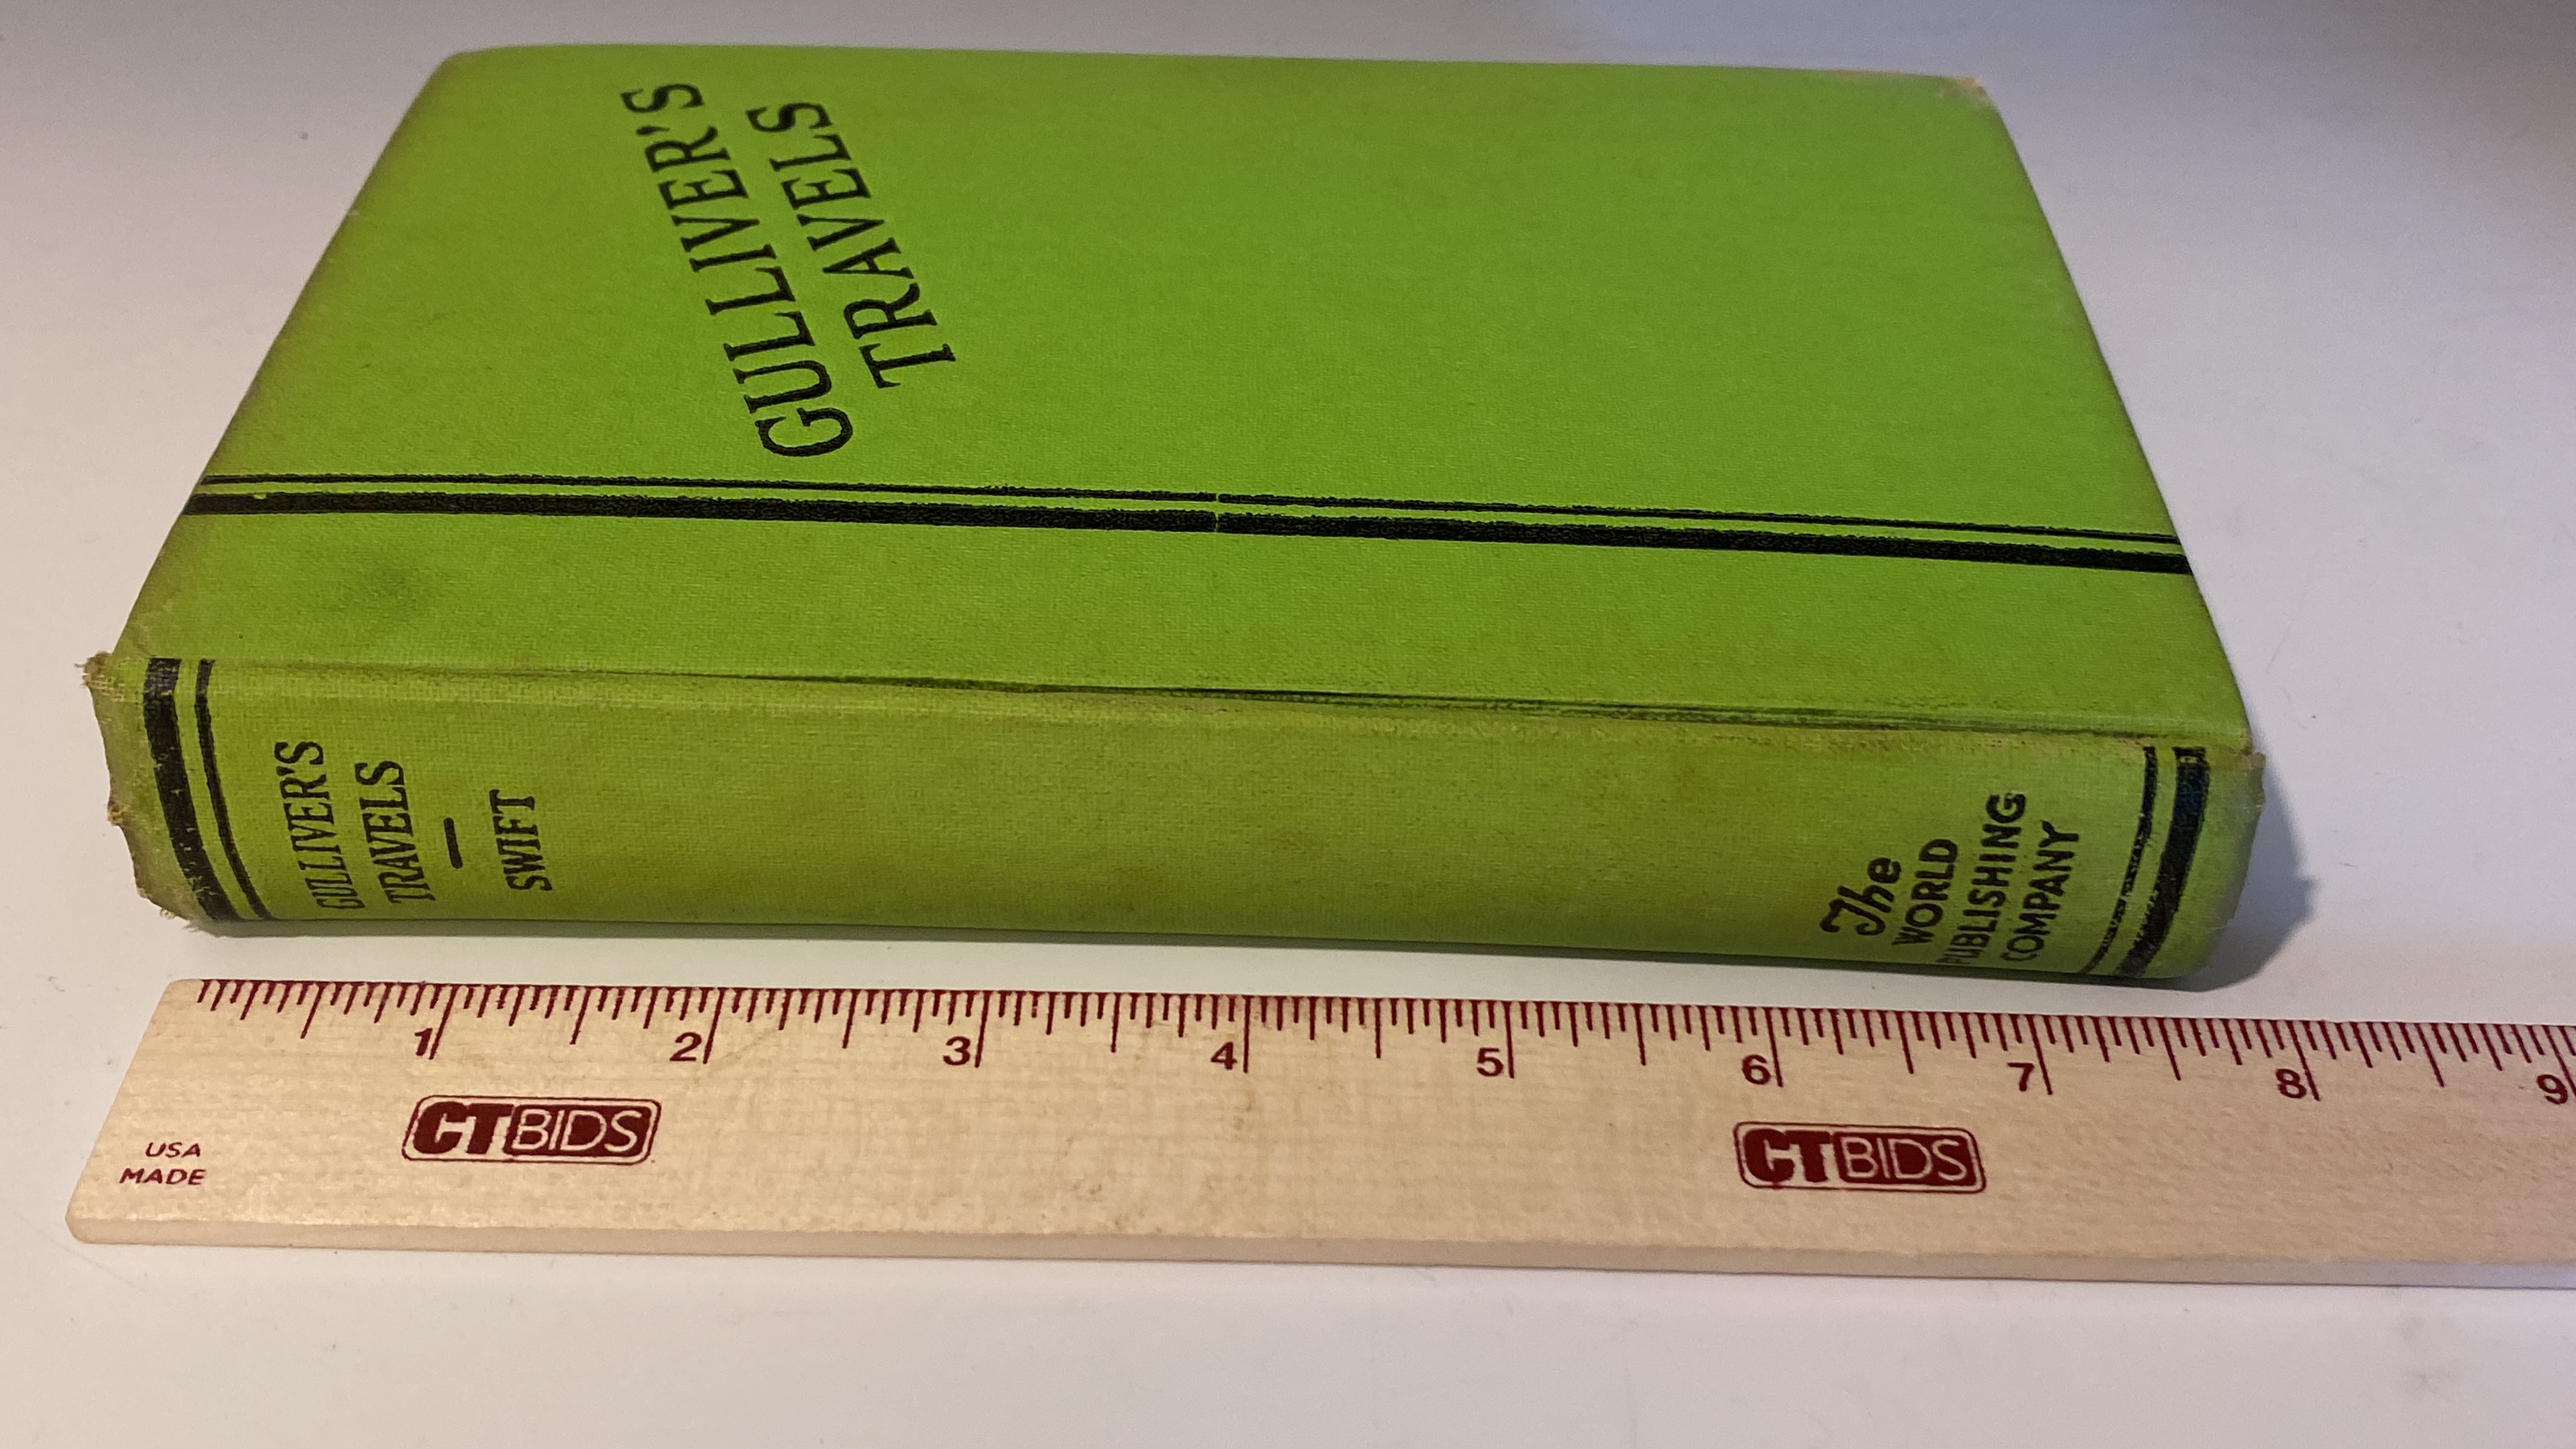 GULLIVER'S
TRAVELS
GULLIVER'S
TRAVELS
SWIFT
The
WORLD
PUBLISHING
COMPANY
1 2 3 4 5 6 7 8 9
CTBIDS CTBIDS
USA
MADE